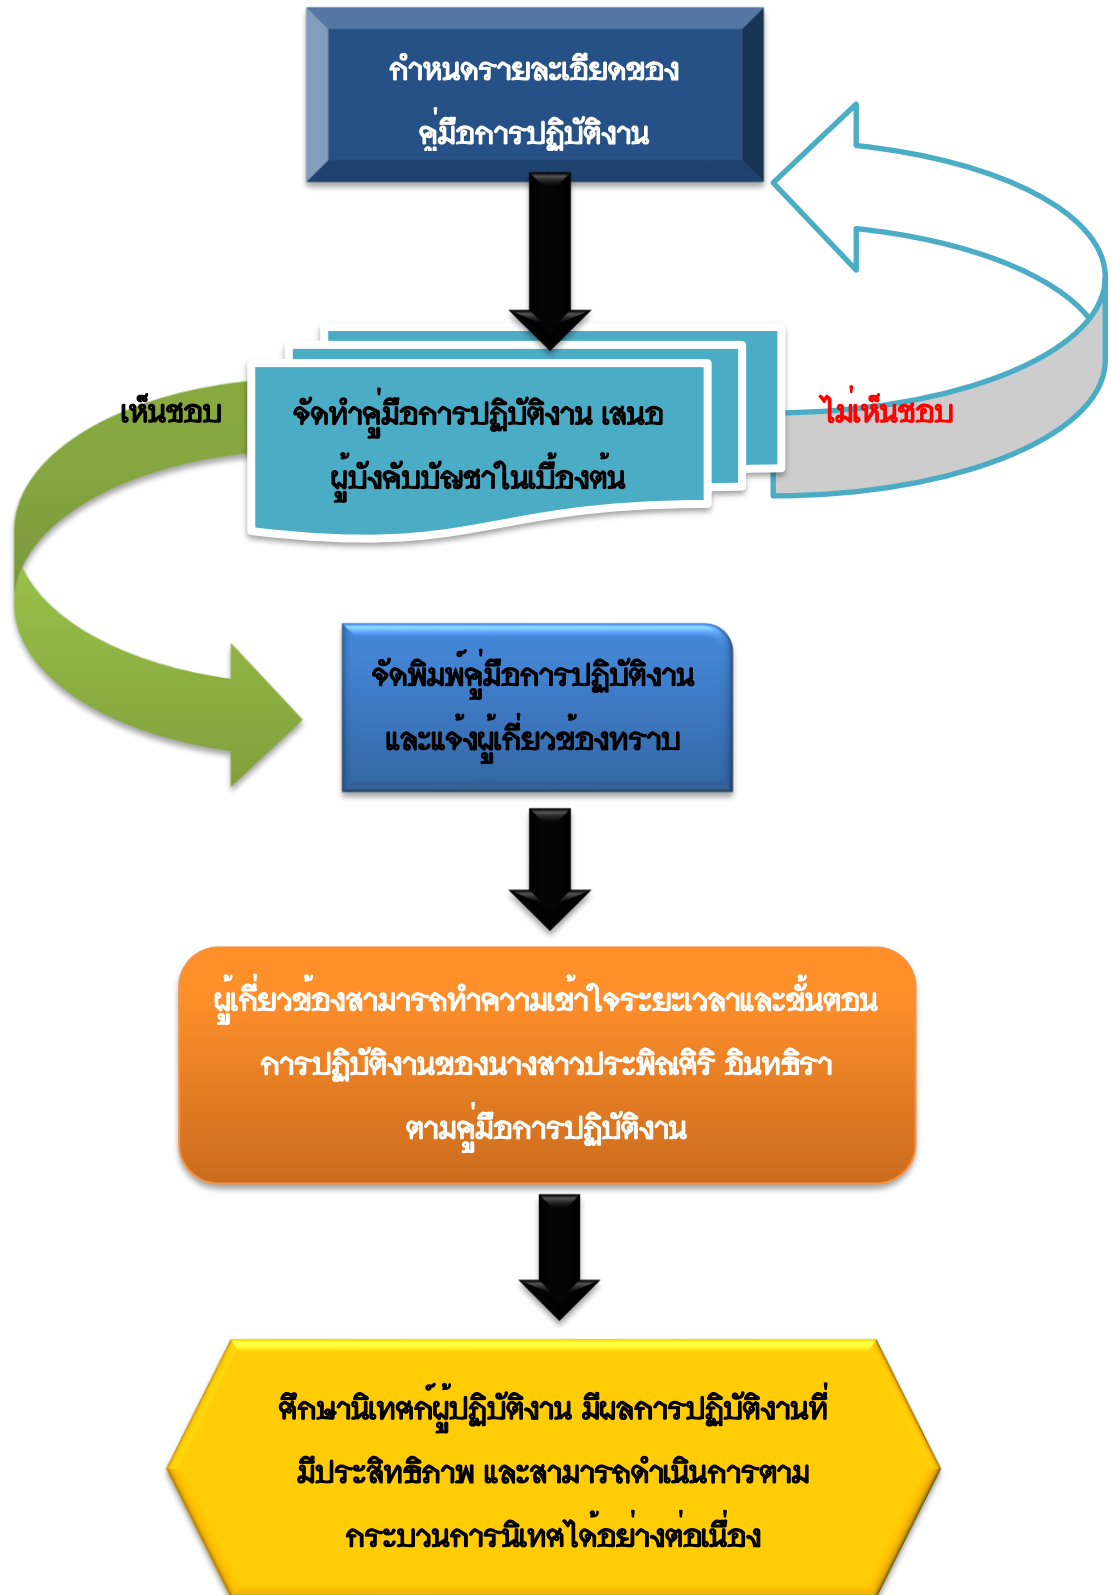 กำหนดรายละเอียดของ
คู่มือการปฏิบัติงาน
เห็นชอบ
จัดทำคู่มือการปฏิบัติงาน เสนอ
ผู้บังคับบัญชาในเบื้องต้น
ไม่เห็นชอบ
จัดพิมพ์คู่มือการปฏิบัติงาน
และแจ้งผู้เกี่ยวข้องทราบ
ผู้เกี่ยวข้องสามารถทำความเข้าใจระยะเวลาและขั้นตอน
การปฏิบัติงานของนางสาวประพิณศิริ อินทธิรา
ตามคู่มือการปฏิบัติงาน
ศึกษานิเทศก์ผู้ปฏิบัติงาน มีผลการปฏิบัติงานที่
มีประสิทธิภาพ และสามารถดำเนินการตาม
กระบวนการนิเทศได้อย่างต่อเนื่อง